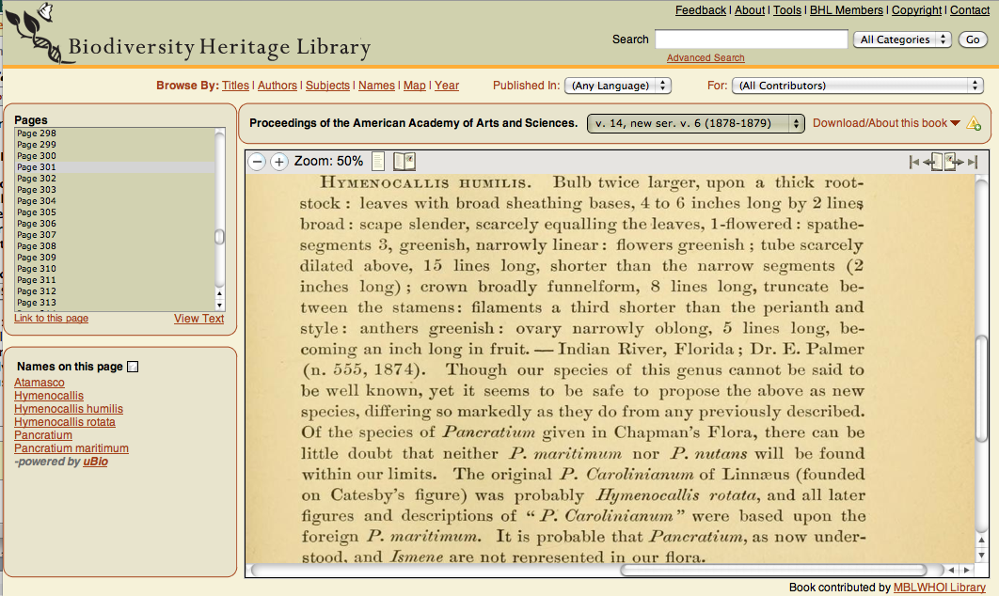 Feedback | About | Tools | BHL Members | Copyright | Contact
Biodiversity Heritage Library
Search All Categories Go
Advanced Search
Browse By: Titles | Authors | Subjects | Names | Map | Year Published In: (Any Language) For: (All Contributors)
Pages
Page 298
Page 299
Page 300
Page 301
Page 302
Page 303
Page 304
Page 305
Page 306
Page 307
Page 308
Page 309
Page 310
Page 311
Page 312
Page 313
Link to this page View Text
Names on this page
Atamasco
Hymenocallis
Hymenocallis humilis
Hymenocallis rotata
Pancratium
Pancratium maritimum
-powered by uBio
Proceedings of the American Academy of Arts and Sciences. v. 14, new ser. v. 6 (1878-1879) Download/About this book
Zoom: 50%
HYMENOCALLIS HUMILIS. Bulb twice larger, upon a thick root-
stock: leaves with broad sheathing bases, 4 to 6 inches long by 2 lines
broad: scape slender, scarcely equalling the leaves, 1-flowered: spathe-
segments 3, greenish, narrowly linear: flowers greenish; tube scarcely
dilated above, 15 lines long, shorter than the narrow segments (2
inches long); crown broadly funnelform, 8 lines long, truncate be-
tween the stamens: filaments a third shorter than the perianth and
style: anthers greenish: ovary narrowly oblong, 5 lines long, be-
coming an inch long in fruit. — Indian River, Florida; Dr. E. Palmer
(n. 555, 1874). Though our species of this genus cannot be said to
be well known, yet it seems to be safe to propose the above as new
species, differing so markedly as they do from any previously described.
Of the species of Pancratium given in Chapman's Flora, there can be
little doubt that neither P. maritimum nor P. nutans will be found
within our limits. The original P. Carolinianum of Linnæus (founded
on Catesby's figure) was probably Hymenocallis rotata, and all later
figures and descriptions of "P. Carolinianum" were based upon the
foreign P. maritimum. It is probable that Pancratium, as now under-
stood, and Ismene are not represented in our flora.
Book contributed by MBLWHOI Library